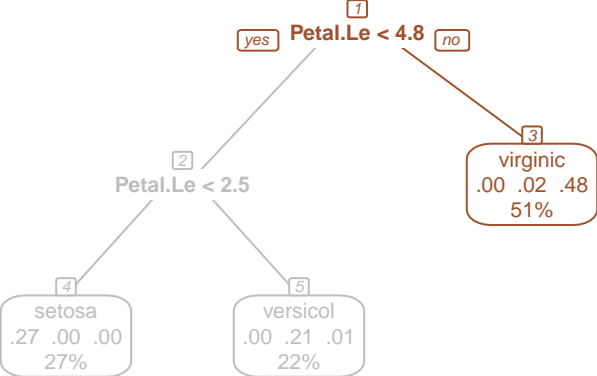 1
yes Petal.Le < 4.8 no
2
Petal.Le < 2.5
3
virginic
.00 .02 .48
51%
4
setosa
.27 .00 .00
27%
5
versicol
.00 .21 .01
22%